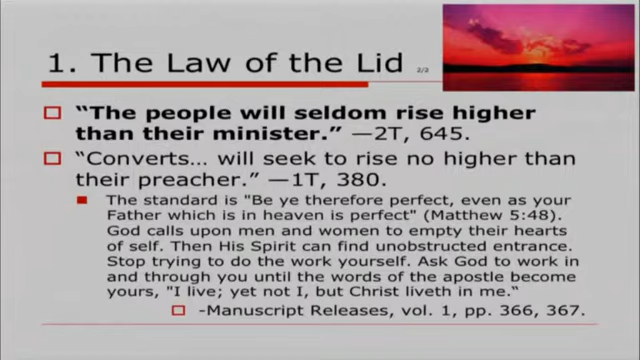 1. The Law of the Lid 2/2
"The people will seldom rise higher
than their minister." —2T, 645.
"Converts... will seek to rise no higher than
their preacher." —1T, 380.
The standard is "Be ye therefore perfect, even as your
Father which is in heaven is perfect" (Matthew 5:48).
God calls upon men and women to empty their hearts
of self. Then His Spirit can find unobstructed entrance.
Stop trying to do the work yourself. Ask God to work in
and through you until the words of the apostle become
yours, "I live; yet not I, but Christ liveth in me."
-Manuscript Releases, vol. 1, pp. 366, 367.